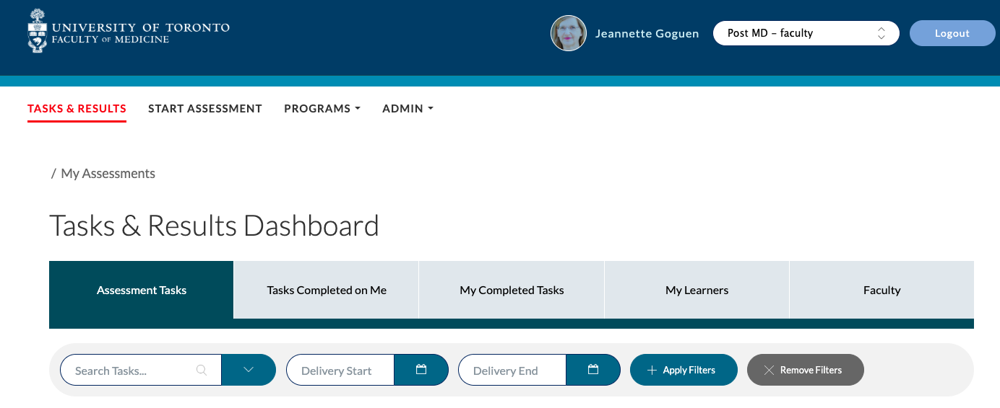 UNIVERSITY OF TORONTO
FACULTY OF MEDICINE
Jeannette Goguen
Post MD – faculty
Logout
TASKS & RESULTS
START ASSESSMENT
PROGRAMS
ADMIN
/ My Assessments
Tasks & Results Dashboard
Assessment Tasks
Tasks Completed on Me
My Completed Tasks
My Learners
Faculty
Search Tasks...
Delivery Start
Delivery End
Apply Filters
Remove Filters